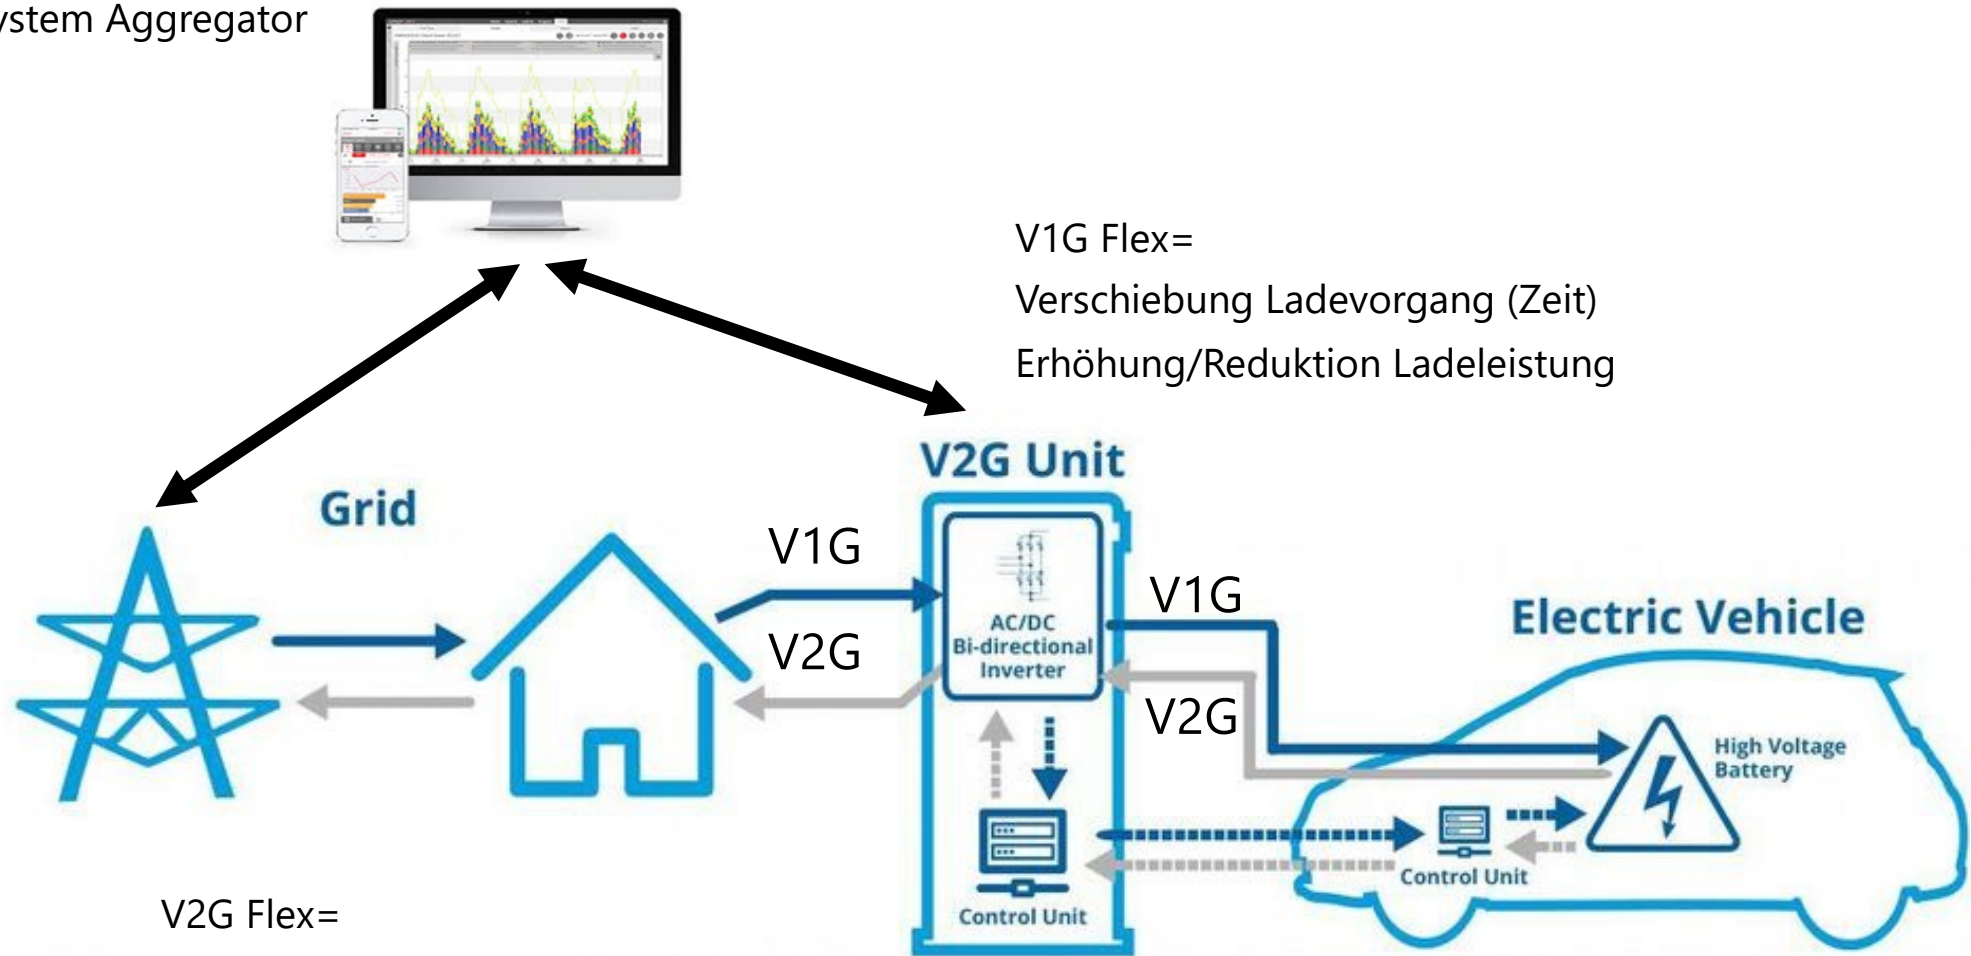 ystem Aggregator
V1G Flex=
Verschiebung Ladevorgang (Zeit)
Erhöhung/Reduktion Ladeleistung
V2G Unit
Grid
V1G
V2G
AC/DC
Bi-directional
Inverter
V1G
V2G
Electric Vehicle
High Voltage
Battery
Control Unit
Control Unit
V2G Flex=